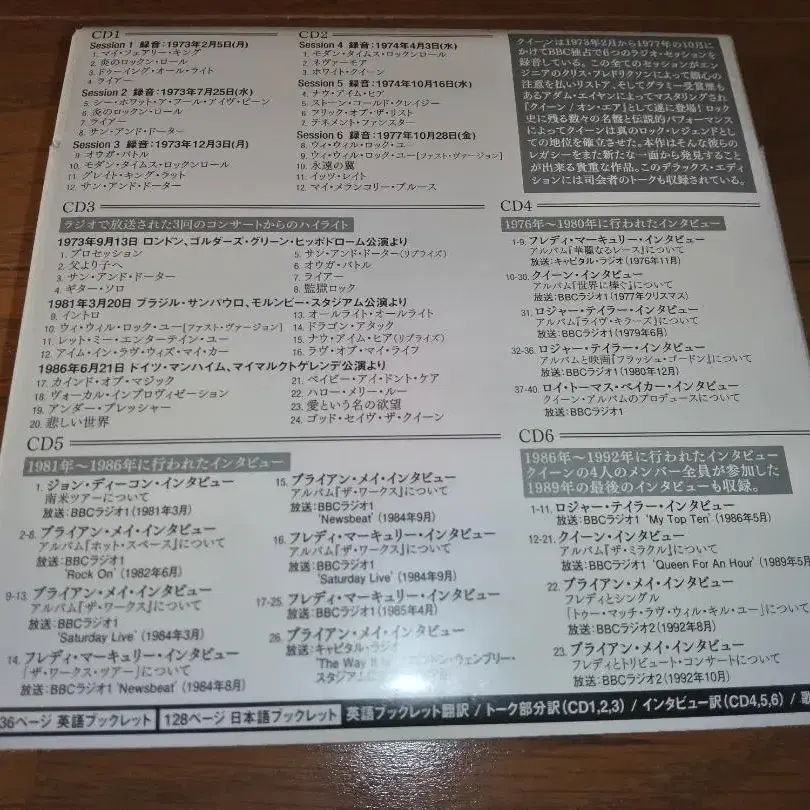 CD1
Session 1 録音：1973年2月5日(月)
1. マイ・フェアリー・キング
2. 炎のロックン・ロール
3. ドゥーイング・オール・ライト
4. ライアー
Session 2 録音：1973年7月25日(水)
5. シー・ホワット・ア・フール・アイヴ・ビーン
6. 炎のロックン・ロール
7. ライアー
8. サン・アンド・ドーター
Session 3 録音：1973年12月3日(月)
9. オウガ・バトル
10. モダン・タイムス・ロックンロール
11. グレイト・キング・ラット
12. サン・アンド・ドーター
CD2
Session 4 録音：1974年4月3日(水)
1. モダン・タイムス・ロックンロール
2. ネヴァーモア
3. ホワイト・クイーン
Session 5 録音：1974年10月16日(水)
4. ナウ・アイム・ヒア
5. ストーン・コールド・クレイジー
6. フリック・オブ・ザ・リスト
7. テネメント・ファンスター
Session 6 録音：1977年10月28日(金)
8. ウィ・ウィル・ロック・ユー
9. ウィ・ウィル・ロック・ユー[ファスト・ヴァージョン]
10. 永遠の翼
11. イッツ・レイト
12. マイ・メランコリー・ブルース
クイーンは1973年2月から1977年の10月に
かけてBBC独占で6つのラジオ・セッションを
録音している。この全てのセッションがエン
ジニアのクリス・フレドリクソンによって細心の
注意を払いリストア、そしてグラミー受賞歴も
あるアダム・エイヤンによってマスタリングされ
『クイーン / オン・エア』として遂に登場！ロック
史に残る数々の名盤と伝説的パフォーマンス
によってクイーンは真のロック・レジェンドとし
ての地位を確立させた。本作はそんな彼らの
レガシーをまた新たな一面から発見すること
が出来る貴重な作品。このデラックス・エディ
ションには司会者のトークも収録されている。
CD3
ラジオで放送された3回のコンサートからのハイライト
1973年9月13日 ロンドン、ゴルダーズ・グリーン・ヒッポドローム公演より
1. プロセッション
2. 父より子へ
3. サン・アンド・ドーター
4. ギター・ソロ
5. サン・アンド・ドーター(リプライズ)
6. オウガ・バトル
7. ライアー
8. 監獄ロック
1981年3月20日 ブラジル・サンパウロ、モルンビー・スタジアム公演より
9. イントロ
10. ウィ・ウィル・ロック・ユー[ファスト・ヴァージョン]
11. レット・ミー・エンターテイン・ユー
12. アイム・イン・ラヴ・ウィズ・マイ・カー
13. オールライト・オールライト
14. ドラゴン・アタック
15. ナウ・アイム・ヒア(リプライズ)
16. ラヴ・オブ・マイ・ライフ
1986年6月21日 ドイツ・マンハイム、マイマルクトゲレンデ公演より
17. カインド・オブ・マジック
18. ヴォーカル・インプロヴィゼーション
19. アンダー・プレッシャー
20. 悲しい世界
21. ベイビー・アイ・ドント・ケア
22. ハロー・メリー・ルー
23. 愛という名の欲望
24. ゴッド・セイヴ・ザ・クイーン
CD4
1976年～1980年に行われたインタビュー
1-9. フレディ・マーキュリー・インタビュー
アルバム『華麗なるレース』について
放送：キャピタル・ラジオ(1976年11月)
10-30. クイーン・インタビュー
アルバム『世界に捧ぐ』について
放送：BBCラジオ1(1977年クリスマス)
31. ロジャー・テイラー・インタビュー
アルバム『ライヴ・キラーズ』について
放送：BBCラジオ1(1979年6月)
32-36. ロジャー・テイラー・インタビュー
アルバムと映画『フラッシュ・ゴードン』について
放送：BBCラジオ1(1980年12月)
37-40. ロイ・トーマス・ベイカー・インタビュー
クイーン・アルバムのプロデュースについて
放送：BBCラジオ1
CD5
1981年～1986年に行われたインタビュー
1. ジョン・ディーコン・インタビュー
南米ツアーについて
放送：BBCラジオ1(1981年3月)
2-8. ブライアン・メイ・インタビュー
アルバム『ホット・スペース』について
放送：BBCラジオ1
'Rock On' (1982年6月)
9-13. ブライアン・メイ・インタビュー
アルバム『ザ・ワークス』について
放送：BBCラジオ1
'Saturday Live' (1984年3月)
14. フレディ・マーキュリー・インタビュー
『ザ・ワークス・ツアー』について
放送：BBCラジオ1 'Newsbeat' (1984年8月)
15. ブライアン・メイ・インタビュー
アルバム『ザ・ワークス』について
放送：BBCラジオ1
'Newsbeat' (1984年9月)
16. フレディ・マーキュリー・インタビュー
アルバム『ザ・ワークス』について
放送：BBCラジオ1
'Saturday Live' (1984年9月)
17-25. フレディ・マーキュリー・インタビュー
放送：BBCラジオ1(1985年4月)
26. ブライアン・メイ・インタビュー
放送：キャピタル・ラジオ
'The Way It ・ウェンブリー・
スタジアム
CD6
1986年～1992年に行われたインタビュー
クイーンの4人のメンバー全員が参加した
1989年の最後のインタビューも収録。
1-11. ロジャー・テイラー・インタビュー
放送：BBCラジオ1 'My Top Ten' (1986年5月)
12-21. クイーン・インタビュー
アルバム『ザ・ミラクル』について
放送：BBCラジオ1 'Queen For An Hour' (1989年5月
22. ブライアン・メイ・インタビュー
フレディとシングル
「トゥー・マッチ・ラヴ・ウィル・キル・ユー」について
放送：BBCラジオ2(1992年8月)
23. ブライアン・メイ・インタビュー
フレディとトリビュート・コンサートについて
放送：BBCラジオ2(1992年10月)
36ページ 英語ブックレット 128ページ 日本語ブックレット 英語ブックレット翻訳 / トーク部分訳(CD1,2,3) / インタビュー訳(CD4,5,6) / 歌